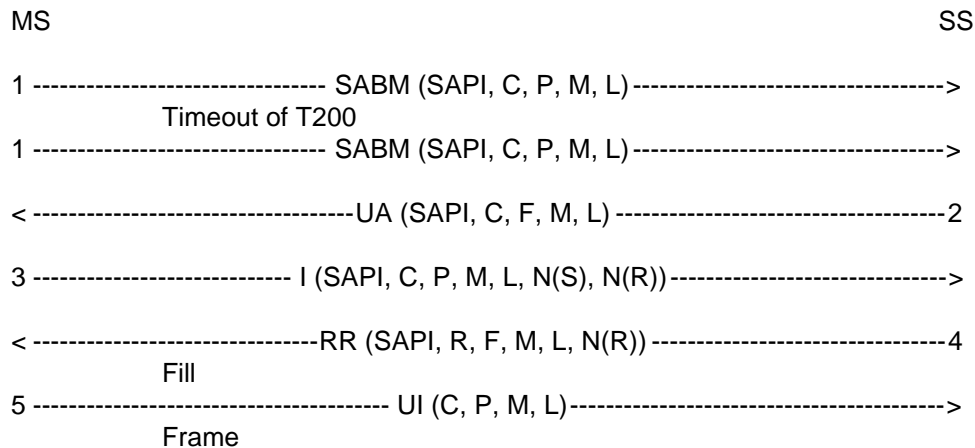 MS SS
1 --------------------------------- SABM (SAPI, C, P, M, L)----------------------------------->
Timeout of T200
1 --------------------------------- SABM (SAPI, C, P, M, L)----------------------------------->
< ------------------------------------UA (SAPI, C, F, M, L) -------------------------------------2
3 ----------------------------- I (SAPI, C, P, M, L, N(S), N(R))------------------------------->
< --------------------------------RR (SAPI, R, F, M, L, N(R)) ---------------------------------4
Fill
5 ---------------------------------------- UI (C, P, M, L)------------------------------------------>
Frame